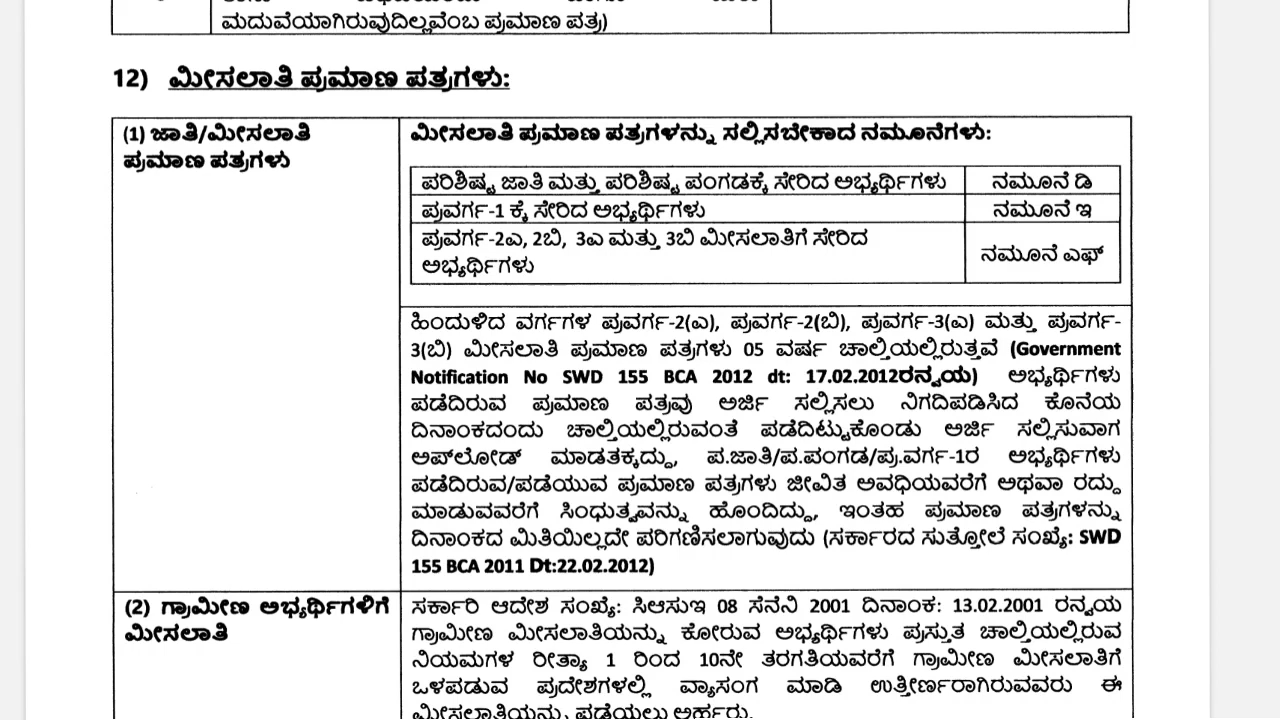 ಮದುವೆಯಾಗಿರುವುದಿಲ್ಲವೆಂಬ ಪ್ರಮಾಣ ಪತ್ರ)
12) ಮೀಸಲಾತಿ ಪ್ರಮಾಣ ಪತ್ರಗಳು:
(1) ಜಾತಿ/ಮೀಸಲಾತಿ
ಪ್ರಮಾಣ ಪತ್ರಗಳು
ಮೀಸಲಾತಿ ಪ್ರಮಾಣ ಪತ್ರಗಳನ್ನು ಸಲ್ಲಿಸಬೇಕಾದ ನಮೂನೆಗಳು:
ಪರಿಶಿಷ್ಟ ಜಾತಿ ಮತ್ತು ಪರಿಶಿಷ್ಟ ಪಂಗಡಕ್ಕೆ ಸೇರಿದ ಅಭ್ಯರ್ಥಿಗಳು ನಮೂನೆ ಡಿ
ಪ್ರವರ್ಗ-1 ಕ್ಕೆ ಸೇರಿದ ಅಭ್ಯರ್ಥಿಗಳು ನಮೂನೆ ಇ
ಪ್ರವರ್ಗ-2ಎ, 2ಬಿ, 3ಎ ಮತ್ತು 3ಬಿ ಮೀಸಲಾತಿಗೆ ಸೇರಿದ
ಅಭ್ಯರ್ಥಿಗಳು
ನಮೂನೆ ಎಫ್
ಹಿಂದುಳಿದ ವರ್ಗಗಳ ಪ್ರವರ್ಗ-2(ಎ), ಪ್ರವರ್ಗ-2(ಬಿ), ಪ್ರವರ್ಗ-3(ಎ) ಮತ್ತು ಪ್ರವರ್ಗ-
3(ಬಿ) ಮೀಸಲಾತಿ ಪ್ರಮಾಣ ಪತ್ರಗಳು 05 ವರ್ಷ ಚಾಲ್ತಿಯಲ್ಲಿರುತ್ತವೆ (Government
Notification No SWD 155 BCA 2012 dt: 17.02.2012ರನ್ವಯ) ಅಭ್ಯರ್ಥಿಗಳು
ಪಡೆದಿರುವ ಪ್ರಮಾಣ ಪತ್ರವು ಅರ್ಜಿ ಸಲ್ಲಿಸಲು ನಿಗದಿಪಡಿಸಿದ ಕೊನೆಯ
ದಿನಾಂಕದಂದು ಚಾಲ್ತಿಯಲ್ಲಿರುವಂತೆ ಪಡೆದಿಟ್ಟುಕೊಂಡು ಅರ್ಜಿ ಸಲ್ಲಿಸುವಾಗ
ಅಪ್‌ಲೋಡ್ ಮಾಡತಕ್ಕದ್ದು, ಪ.ಜಾತಿ/ಪ.ಪಂಗಡ/ಪ್ರ.ವರ್ಗ-1ರ ಅಭ್ಯರ್ಥಿಗಳು
ಪಡೆದಿರುವ/ಪಡೆಯುವ ಪ್ರಮಾಣ ಪತ್ರಗಳು ಜೀವಿತ ಅವಧಿಯವರೆಗೆ ಅಥವಾ ರದ್ದು
ಮಾಡುವವರೆಗೆ ಸಿಂಧುತ್ವವನ್ನು ಹೊಂದಿದ್ದು, ಇಂತಹ ಪ್ರಮಾಣ ಪತ್ರಗಳನ್ನು
ದಿನಾಂಕದ ಮಿತಿಯಿಲ್ಲದೇ ಪರಿಗಣಿಸಲಾಗುವುದು (ಸರ್ಕಾರದ ಸುತ್ತೋಲೆ ಸಂಖ್ಯೆ: SWD
155 BCA 2011 Dt:22.02.2012)
(2) ಗ್ರಾಮೀಣ ಅಭ್ಯರ್ಥಿಗಳಿಗೆ
ಮೀಸಲಾತಿ
ಸರ್ಕಾರಿ ಆದೇಶ ಸಂಖ್ಯೆ: ಸಿಆಸುಇ 08 ಸೆನೆನಿ 2001 ದಿನಾಂಕ: 13.02.2001 ರನ್ವಯ
ಗ್ರಾಮೀಣ ಮೀಸಲಾತಿಯನ್ನು ಕೋರುವ ಅಭ್ಯರ್ಥಿಗಳು ಪ್ರಸ್ತುತ ಚಾಲ್ತಿಯಲ್ಲಿರುವ
ನಿಯಮಗಳ ರೀತ್ಯಾ 1 ರಿಂದ 10ನೇ ತರಗತಿಯವರೆಗೆ ಗ್ರಾಮೀಣ ಮೀಸಲಾತಿಗೆ
ಒಳಪಡುವ ಪ್ರದೇಶಗಳಲ್ಲಿ ವ್ಯಾಸಂಗ ಮಾಡಿ ಉತ್ತೀರ್ಣರಾಗಿರುವವರು ಈ
ಮೀಸಲಾತಿಯನ್ನು ಪಡೆಯಲು ಅರ್ಹರು.